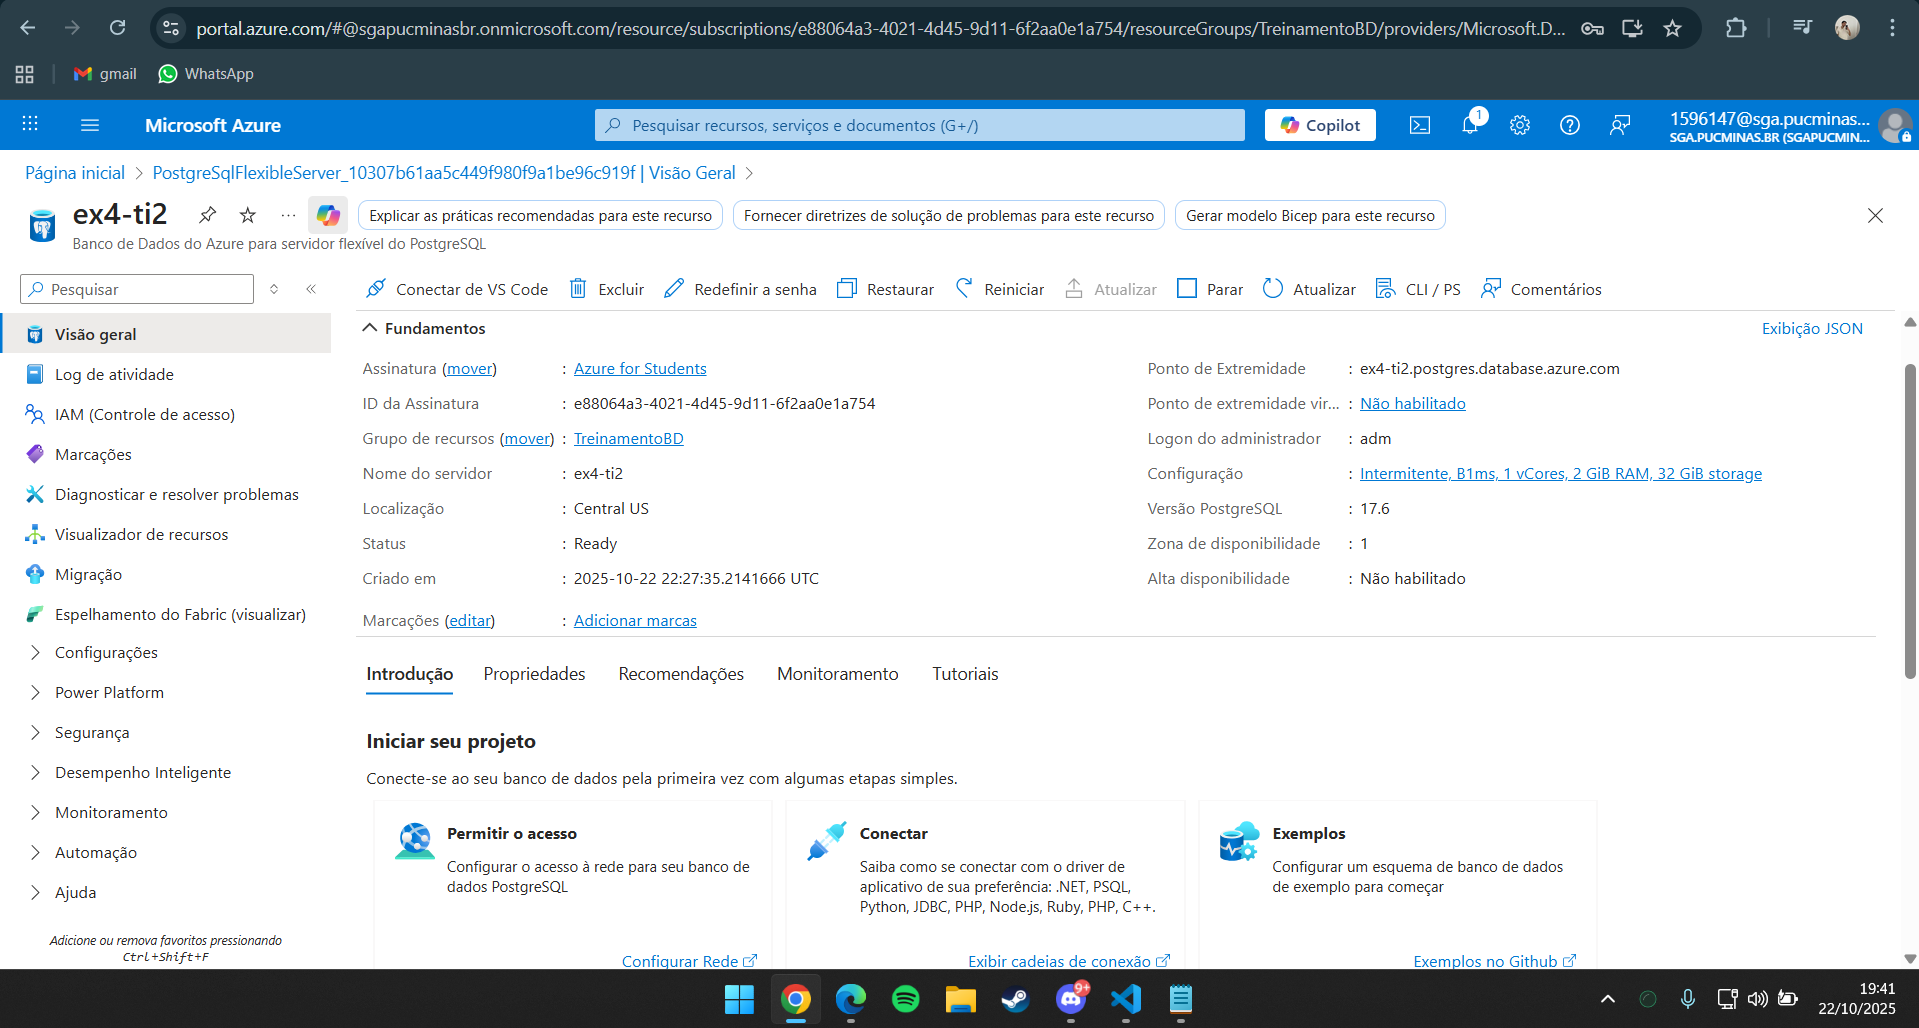 portal.azure.com/#@sgapucminasbr.onmicrosoft.com/resource/subscriptions/e88064a3-4021-4d45-9d11-6f2aa0e1a754/resourceGroups/TreinamentoBD/providers/Microsoft.D...
gmail
WhatsApp
Microsoft Azure
Pesquisar recursos, serviços e documentos (G+/)
Copilot
1
1596147@sga.pucminas...
SGA.PUCMINAS.BR (SGAPUCMIN...
Página inicial > PostgreSqlFlexibleServer_10307b61aa5c449f980f9a1be96c919f | Visão Geral >
ex4-ti2
Explicar as práticas recomendadas para este recurso
Fornecer diretrizes de solução de problemas para este recurso
Gerar modelo Bicep para este recurso
Banco de Dados do Azure para servidor flexível do PostgreSQL
Pesquisar
Conectar de VS Code
Excluir
Redefinir a senha
Restaurar
Reiniciar
Atualizar
Parar
Atualizar
CLI / PS
Comentários
Visão geral
Log de atividade
IAM (Controle de acesso)
Marcações
Diagnosticar e resolver problemas
Visualizador de recursos
Migração
Espelhamento do Fabric (visualizar)
Configurações
Power Platform
Segurança
Desempenho Inteligente
Monitoramento
Automação
Ajuda
Adicione ou remova favoritos pressionando
Ctrl+Shift+F
Fundamentos
Exibição JSON
Assinatura (mover) : Azure for Students
ID da Assinatura : e88064a3-4021-4d45-9d11-6f2aa0e1a754
Grupo de recursos (mover) : TreinamentoBD
Nome do servidor : ex4-ti2
Localização : Central US
Status : Ready
Criado em : 2025-10-22 22:27:35.2141666 UTC
Marcações (editar) : Adicionar marcas
Ponto de Extremidade : ex4-ti2.postgres.database.azure.com
Ponto de extremidade vir... : Não habilitado
Logon do administrador : adm
Configuração : Intermitente, B1ms, 1 vCores, 2 GiB RAM, 32 GiB storage
Versão PostgreSQL : 17.6
Zona de disponibilidade : 1
Alta disponibilidade : Não habilitado
Introdução
Propriedades
Recomendações
Monitoramento
Tutoriais
Iniciar seu projeto
Conecte-se ao seu banco de dados pela primeira vez com algumas etapas simples.
Permitir o acesso
Configurar o acesso à rede para seu banco de
dados PostgreSQL
Configurar Rede
Conectar
Saiba como se conectar com o driver de
aplicativo de sua preferência: .NET, PSQL,
Python, JDBC, PHP, Node.js, Ruby, PHP, C++.
Exibir cadeias de conexão
Exemplos
Configurar um esquema de banco de dados
de exemplo para começar
Exemplos no Github
9+
19:41
22/10/2025